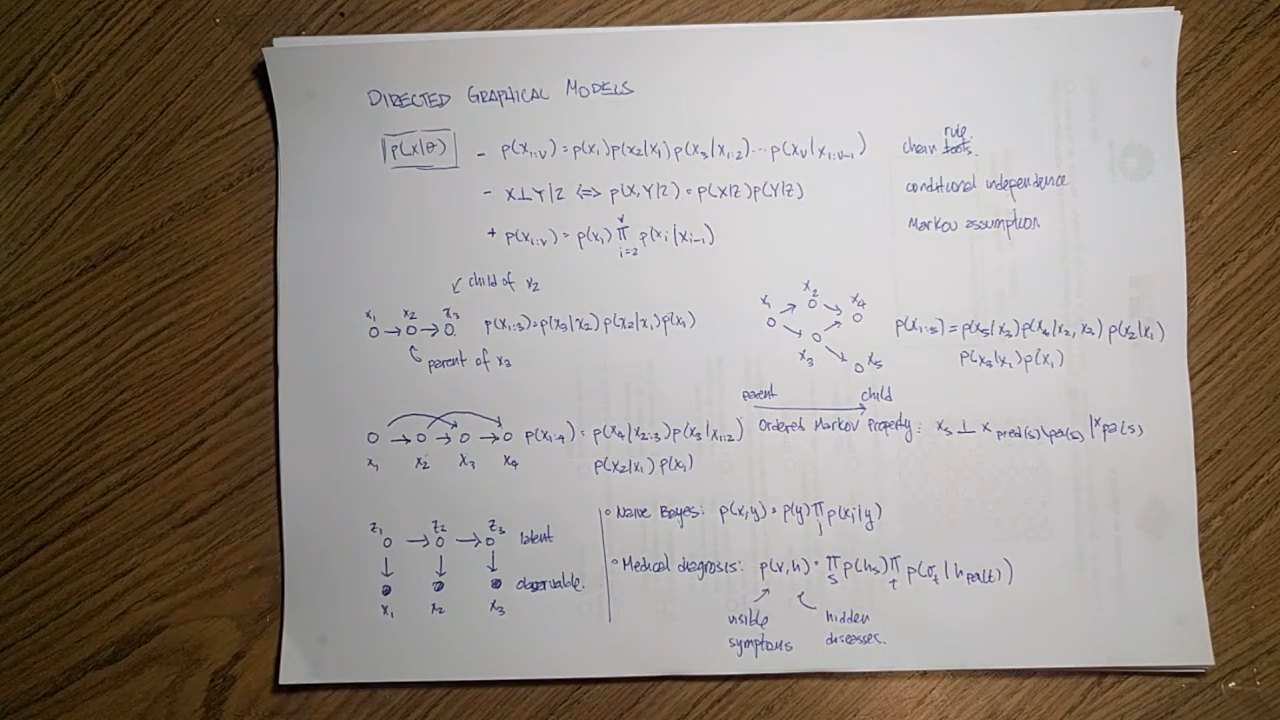 DIRECTED GRAPHICAL MODELS
p(x|θ) - p(x1:V) = p(x1) p(x2|x1) p(x3|x1:2) ... p(xV|x1:V-1) chain rule.
- X⊥Y|Z <=> p(X,Y|Z) = p(X|Z)p(Y|Z) conditional independence
+ p(x1:V) = p(x1) ∏ i=2 V p(xi|xi-1) Markov assumption
child of x2
x1 x2 x3 p(x1:3) = p(x3|x2) p(x2|x1) p(x1)
parent of x3
x1 x2 x4
x3 x5
p(x1:5) = p(x5|x3) p(x4|x2, x3) p(x2|x1)
p(x3|x1) p(x1)
parent child
p(x1:4) = p(x4|x2:3) p(x3|x1:2)
x1 x2 x3 x4 p(x2|x1) p(x1)
Ordered Markov Property: xs ⊥ x pred(s)\pa(s) | x pa(s)
z1 z2 z3 latent
observable.
x1 x2 x3
° Naive Bayes: p(x,y) = p(y) ∏j p(xj|y)
° Medical diagnosis: p(v,h) = ∏s p(hs) ∏t p(vt|h pa(t))
visible hidden
symptoms diseases.